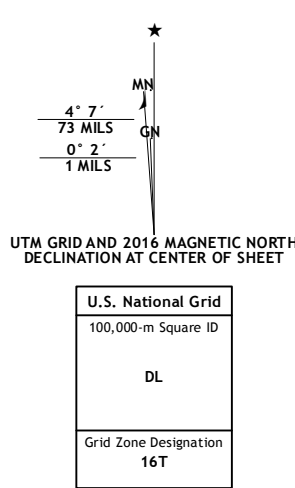 ★
MN
4° 7´
73 MILS
GN
0° 2´
1 MILS
UTM GRID AND 2016 MAGNETIC NORTH
DECLINATION AT CENTER OF SHEET
U.S. National Grid
100,000-m Square ID
DL
Grid Zone Designation
16T